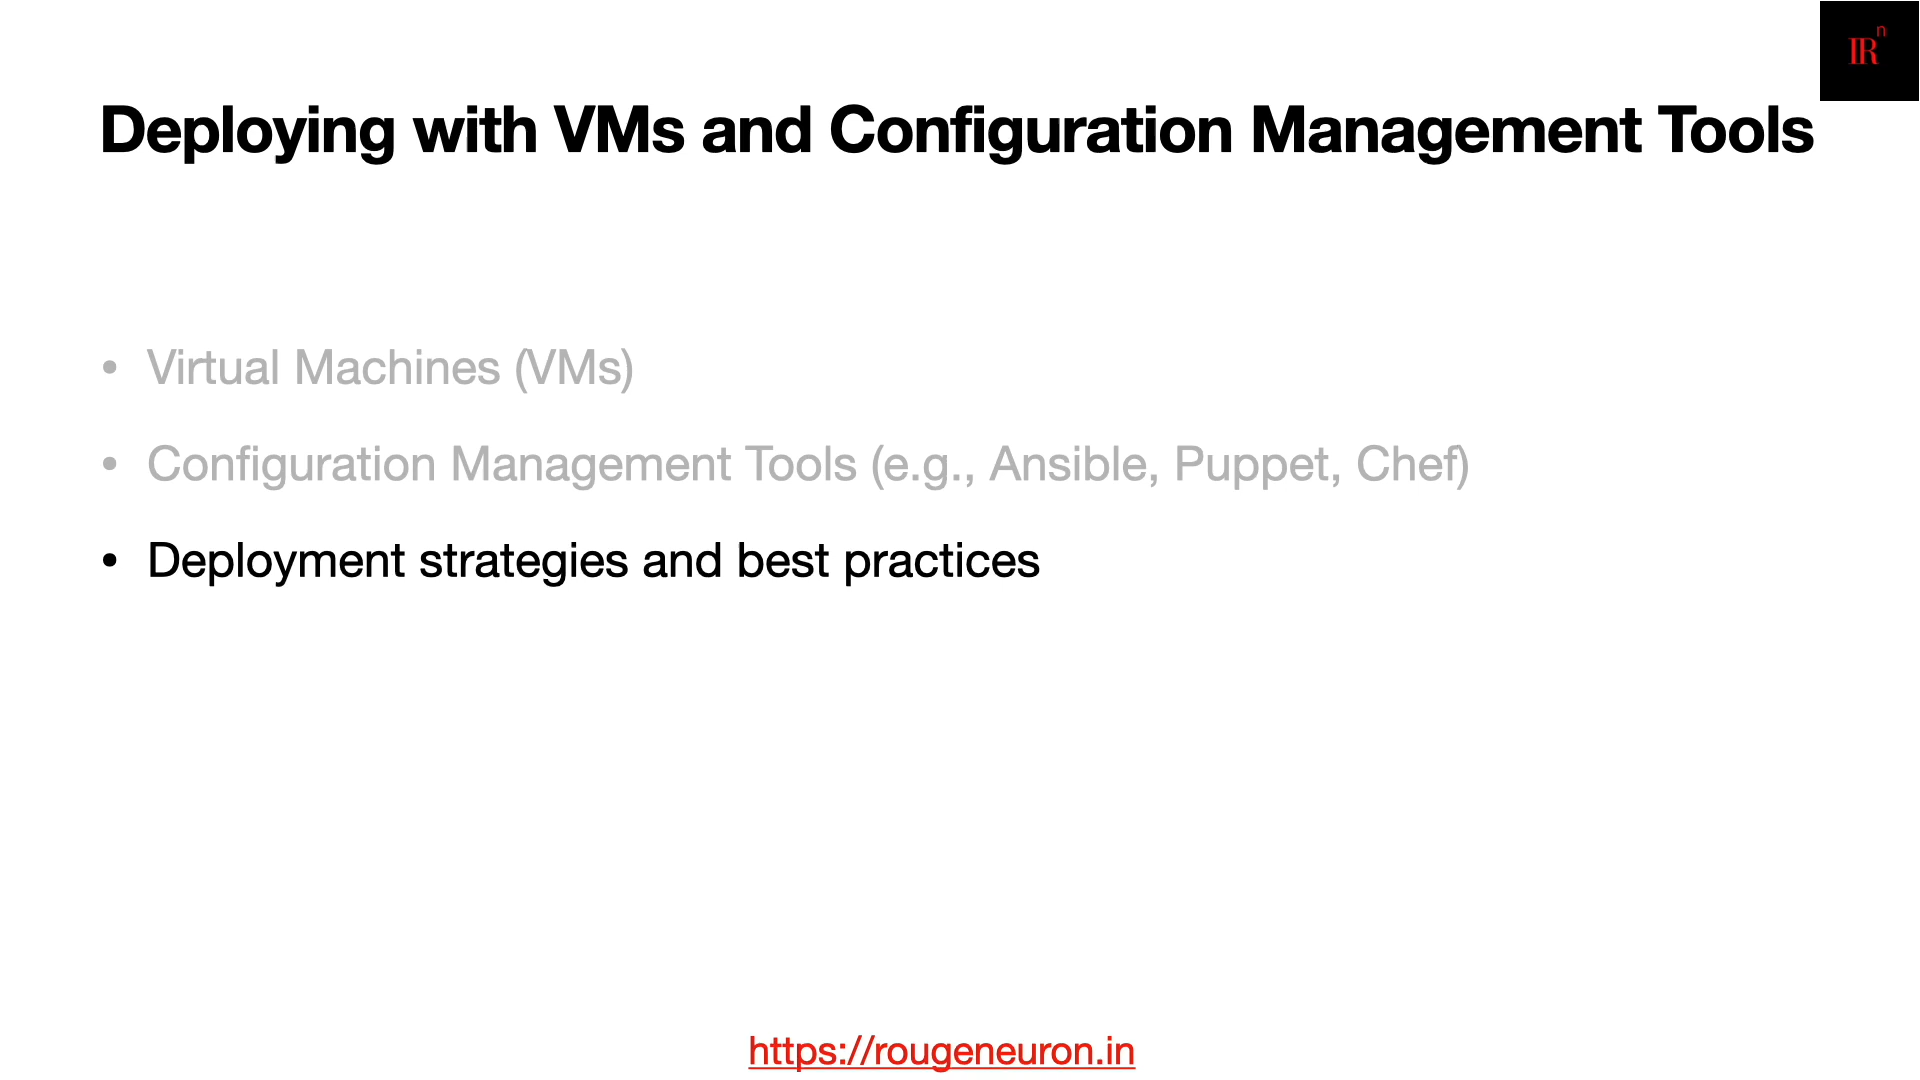 IRn
Deploying with VMs and Configuration Management Tools
• Virtual Machines (VMs)
• Configuration Management Tools (e.g., Ansible, Puppet, Chef)
• Deployment strategies and best practices
https://rougeneuron.in